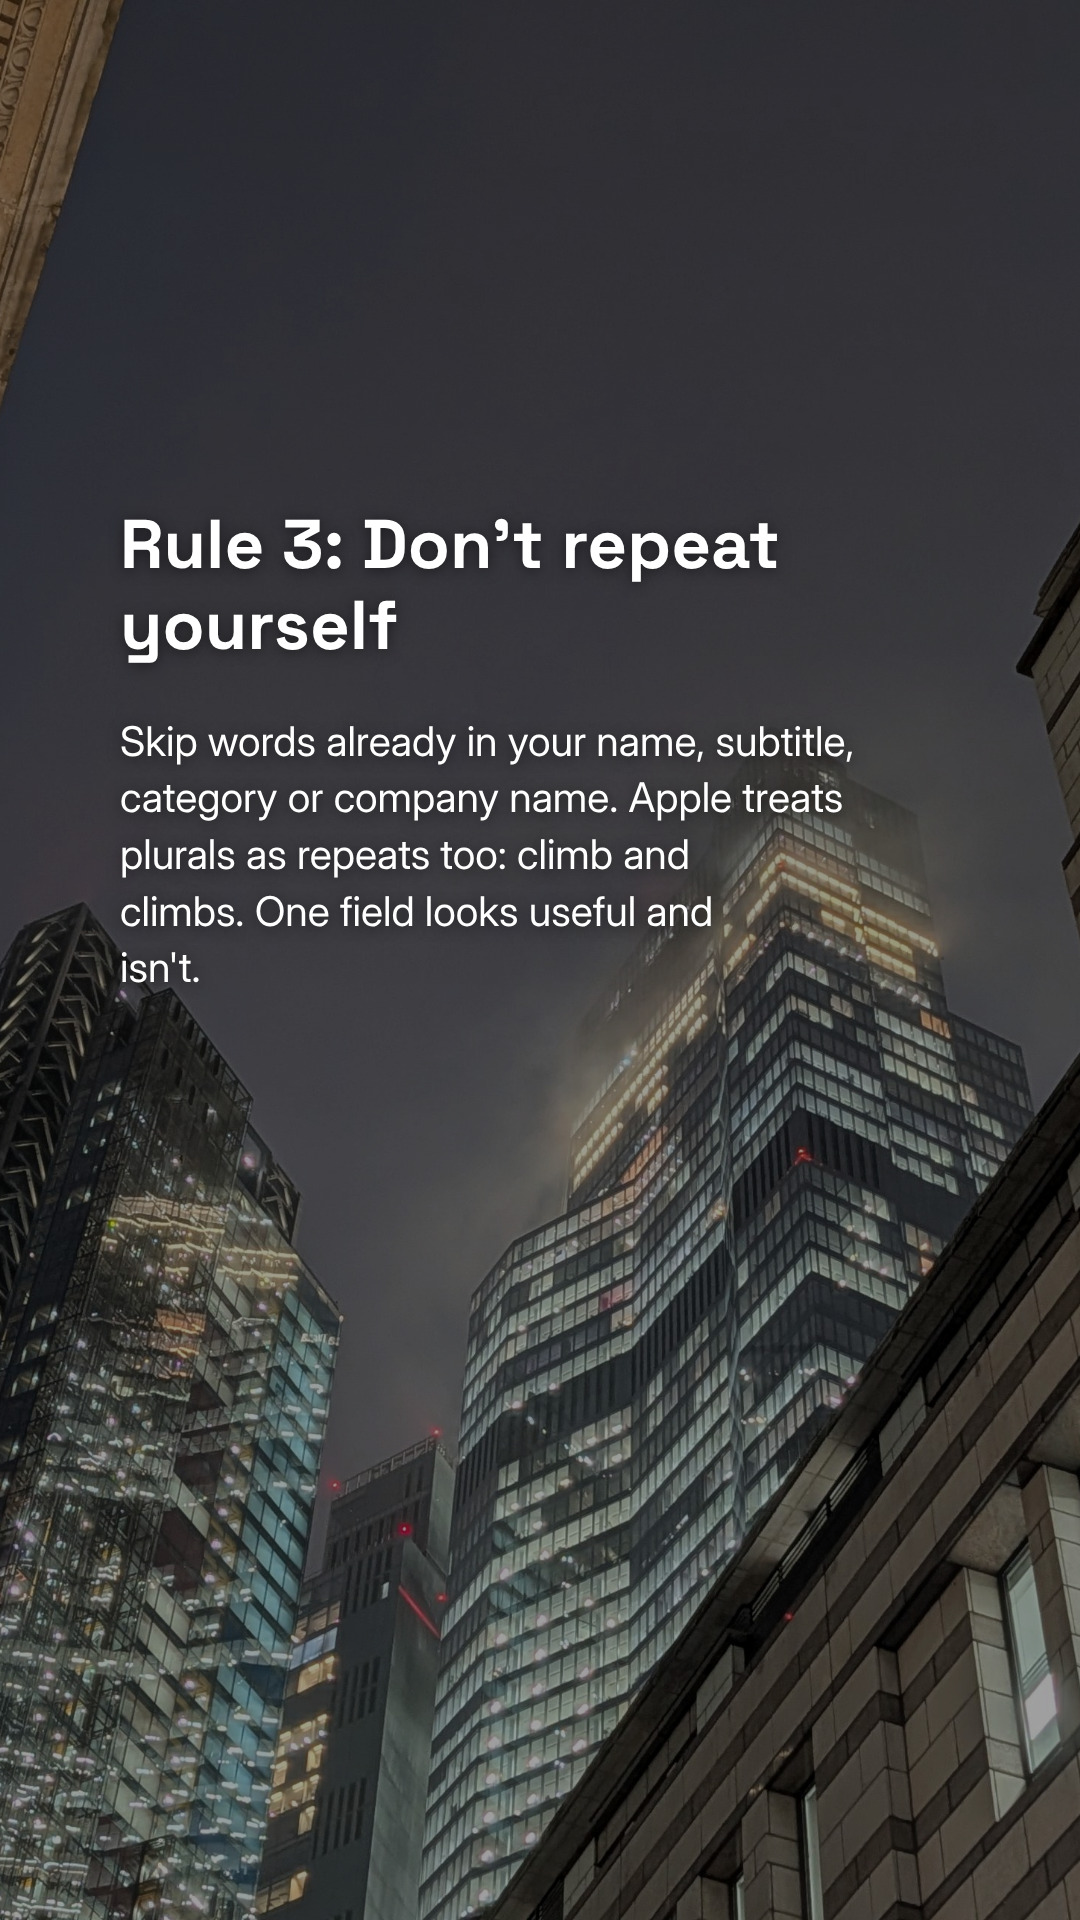 Rule 3: Don’t repeat
yourself
Skip words already in your name, subtitle,
category or company name. Apple treats
plurals as repeats too: climb and
climbs. One field looks useful and
isn't.